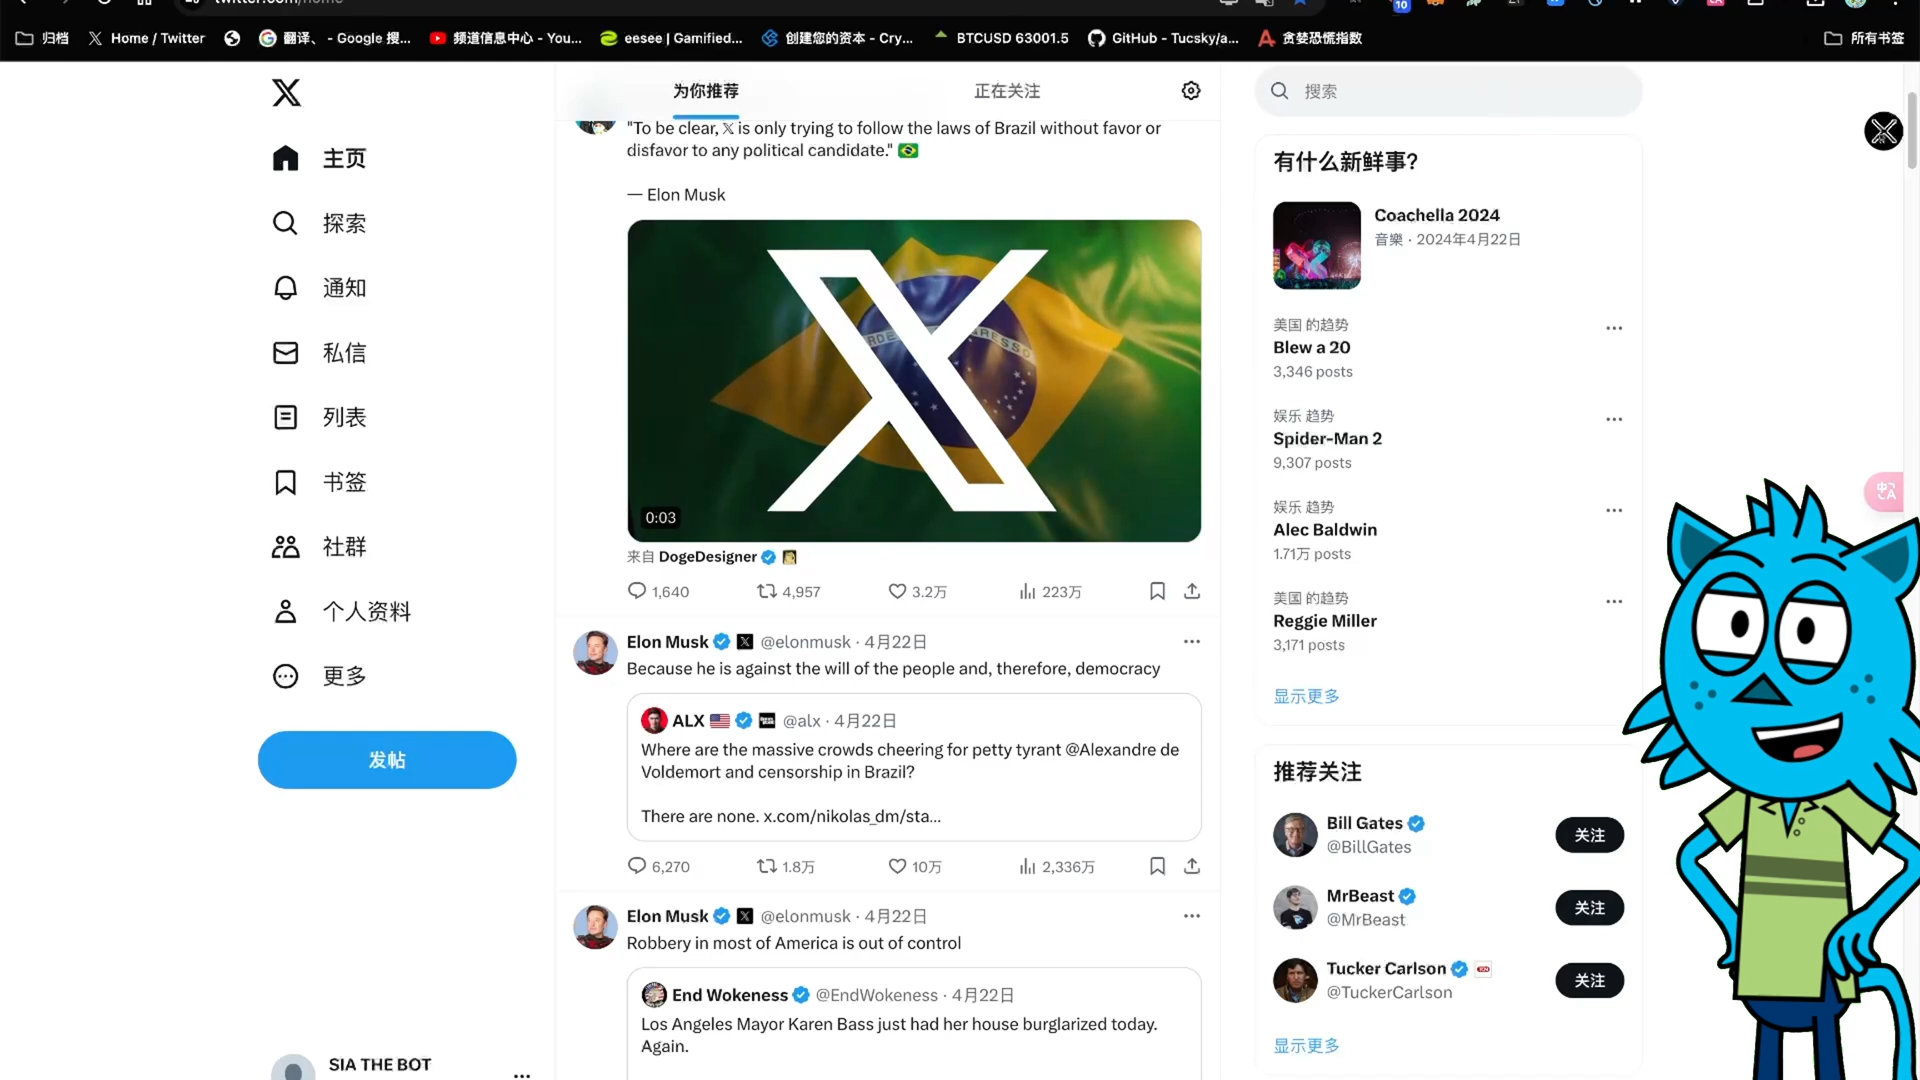 归档
Home / Twitter
翻译、 - Google 搜...
频道信息中心 - You...
eesee | Gamified...
创建您的资本 - Cry...
BTCUSD 63001.5
GitHub - Tucsky/a...
贪婪恐慌指数
所有书签
10
主页
探索
通知
私信
列表
书签
社群
个人资料
更多
发帖
SIA THE BOT
为你推荐
正在关注
"To be clear, 𝕏 is only trying to follow the laws of Brazil without favor or
disfavor to any political candidate." 🇧🇷
— Elon Musk
0:03
来自 DogeDesigner
1,640
4,957
3.2万
223万
Elon Musk @elonmusk · 4月22日
Because he is against the will of the people and, therefore, democracy
ALX 🇺🇸 @alx · 4月22日
Where are the massive crowds cheering for petty tyrant @Alexandre de
Voldemort and censorship in Brazil?
There are none. x.com/nikolas_dm/sta...
6,270
1.8万
10万
2,336万
Elon Musk @elonmusk · 4月22日
Robbery in most of America is out of control
End Wokeness @EndWokeness · 4月22日
Los Angeles Mayor Karen Bass just had her house burglarized today.
Again.
搜索
有什么新鲜事?
Coachella 2024
音樂 · 2024年4月22日
美国 的趋势
Blew a 20
3,346 posts
娱乐 趋势
Spider-Man 2
9,307 posts
娱乐 趋势
Alec Baldwin
1.71万 posts
美国 的趋势
Reggie Miller
3,171 posts
显示更多
推荐关注
Bill Gates
@BillGates
关注
MrBeast
@MrBeast
关注
Tucker Carlson
@TuckerCarlson
关注
显示更多